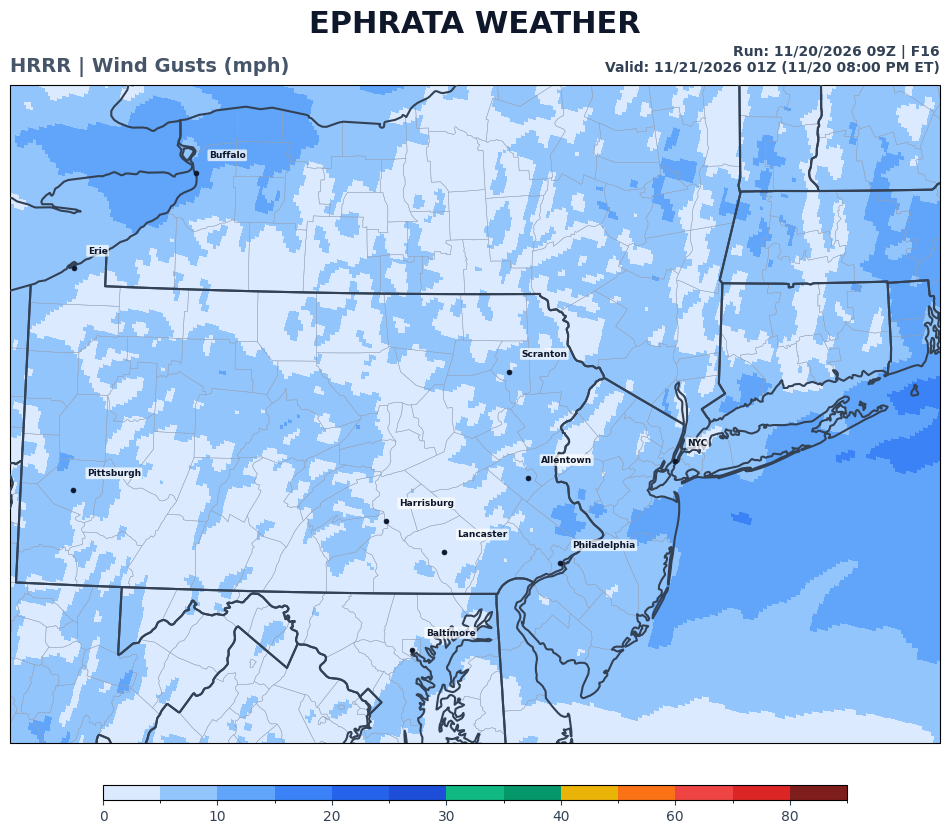 EPHRATA WEATHER
Run: 11/20/2026 09Z | F16
HRRR | Wind Gusts (mph)
Valid: 11/21/2026 01Z (11/20 08:00 PM ET)
Buffalo
Erie
Scranton
NYC
Allentown
Pittsburgh
Harrisburg
Lancaster
Philadelphia
Baltimore
0 10 20 30 40 50 60 70 80